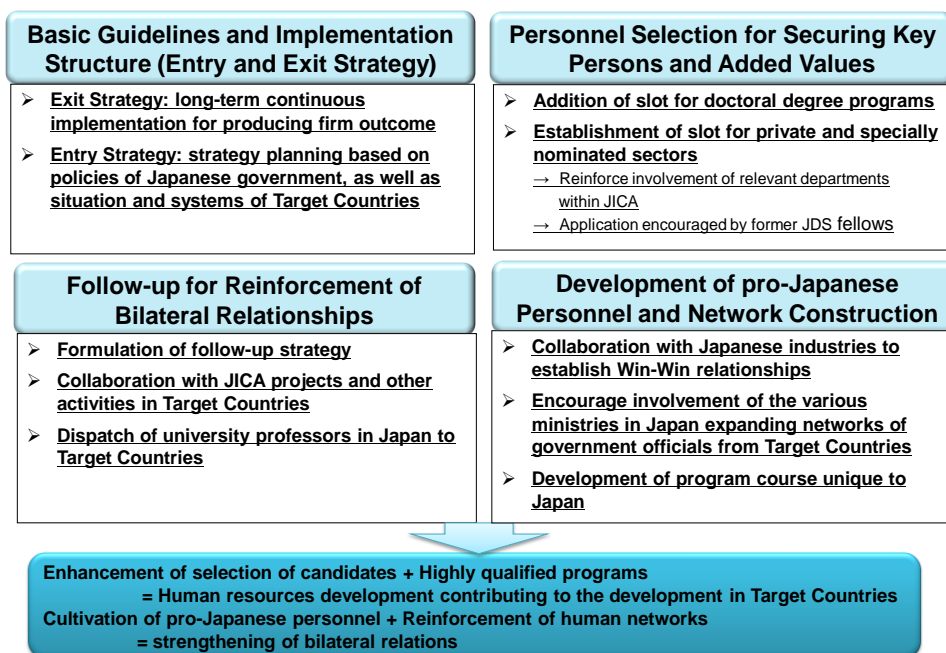 Basic Guidelines and Implementation
Structure (Entry and Exit Strategy)
➢ Exit Strategy: long-term continuous
implementation for producing firm outcome
➢ Entry Strategy: strategy planning based on
policies of Japanese government, as well as
situation and systems of Target Countries
Personnel Selection for Securing Key
Persons and Added Values
➢ Addition of slot for doctoral degree programs
➢ Establishment of slot for private and specially
nominated sectors
→ Reinforce involvement of relevant departments
within JICA
→ Application encouraged by former JDS fellows
Follow-up for Reinforcement of
Bilateral Relationships
➢ Formulation of follow-up strategy
➢ Collaboration with JICA projects and other
activities in Target Countries
➢ Dispatch of university professors in Japan to
Target Countries
Development of pro-Japanese
Personnel and Network Construction
➢ Collaboration with Japanese industries to
establish Win-Win relationships
➢ Encourage involvement of the various
ministries in Japan expanding networks of
government officials from Target Countries
➢ Development of program course unique to
Japan
Enhancement of selection of candidates + Highly qualified programs
= Human resources development contributing to the development in Target Countries
Cultivation of pro-Japanese personnel + Reinforcement of human networks
= strengthening of bilateral relations